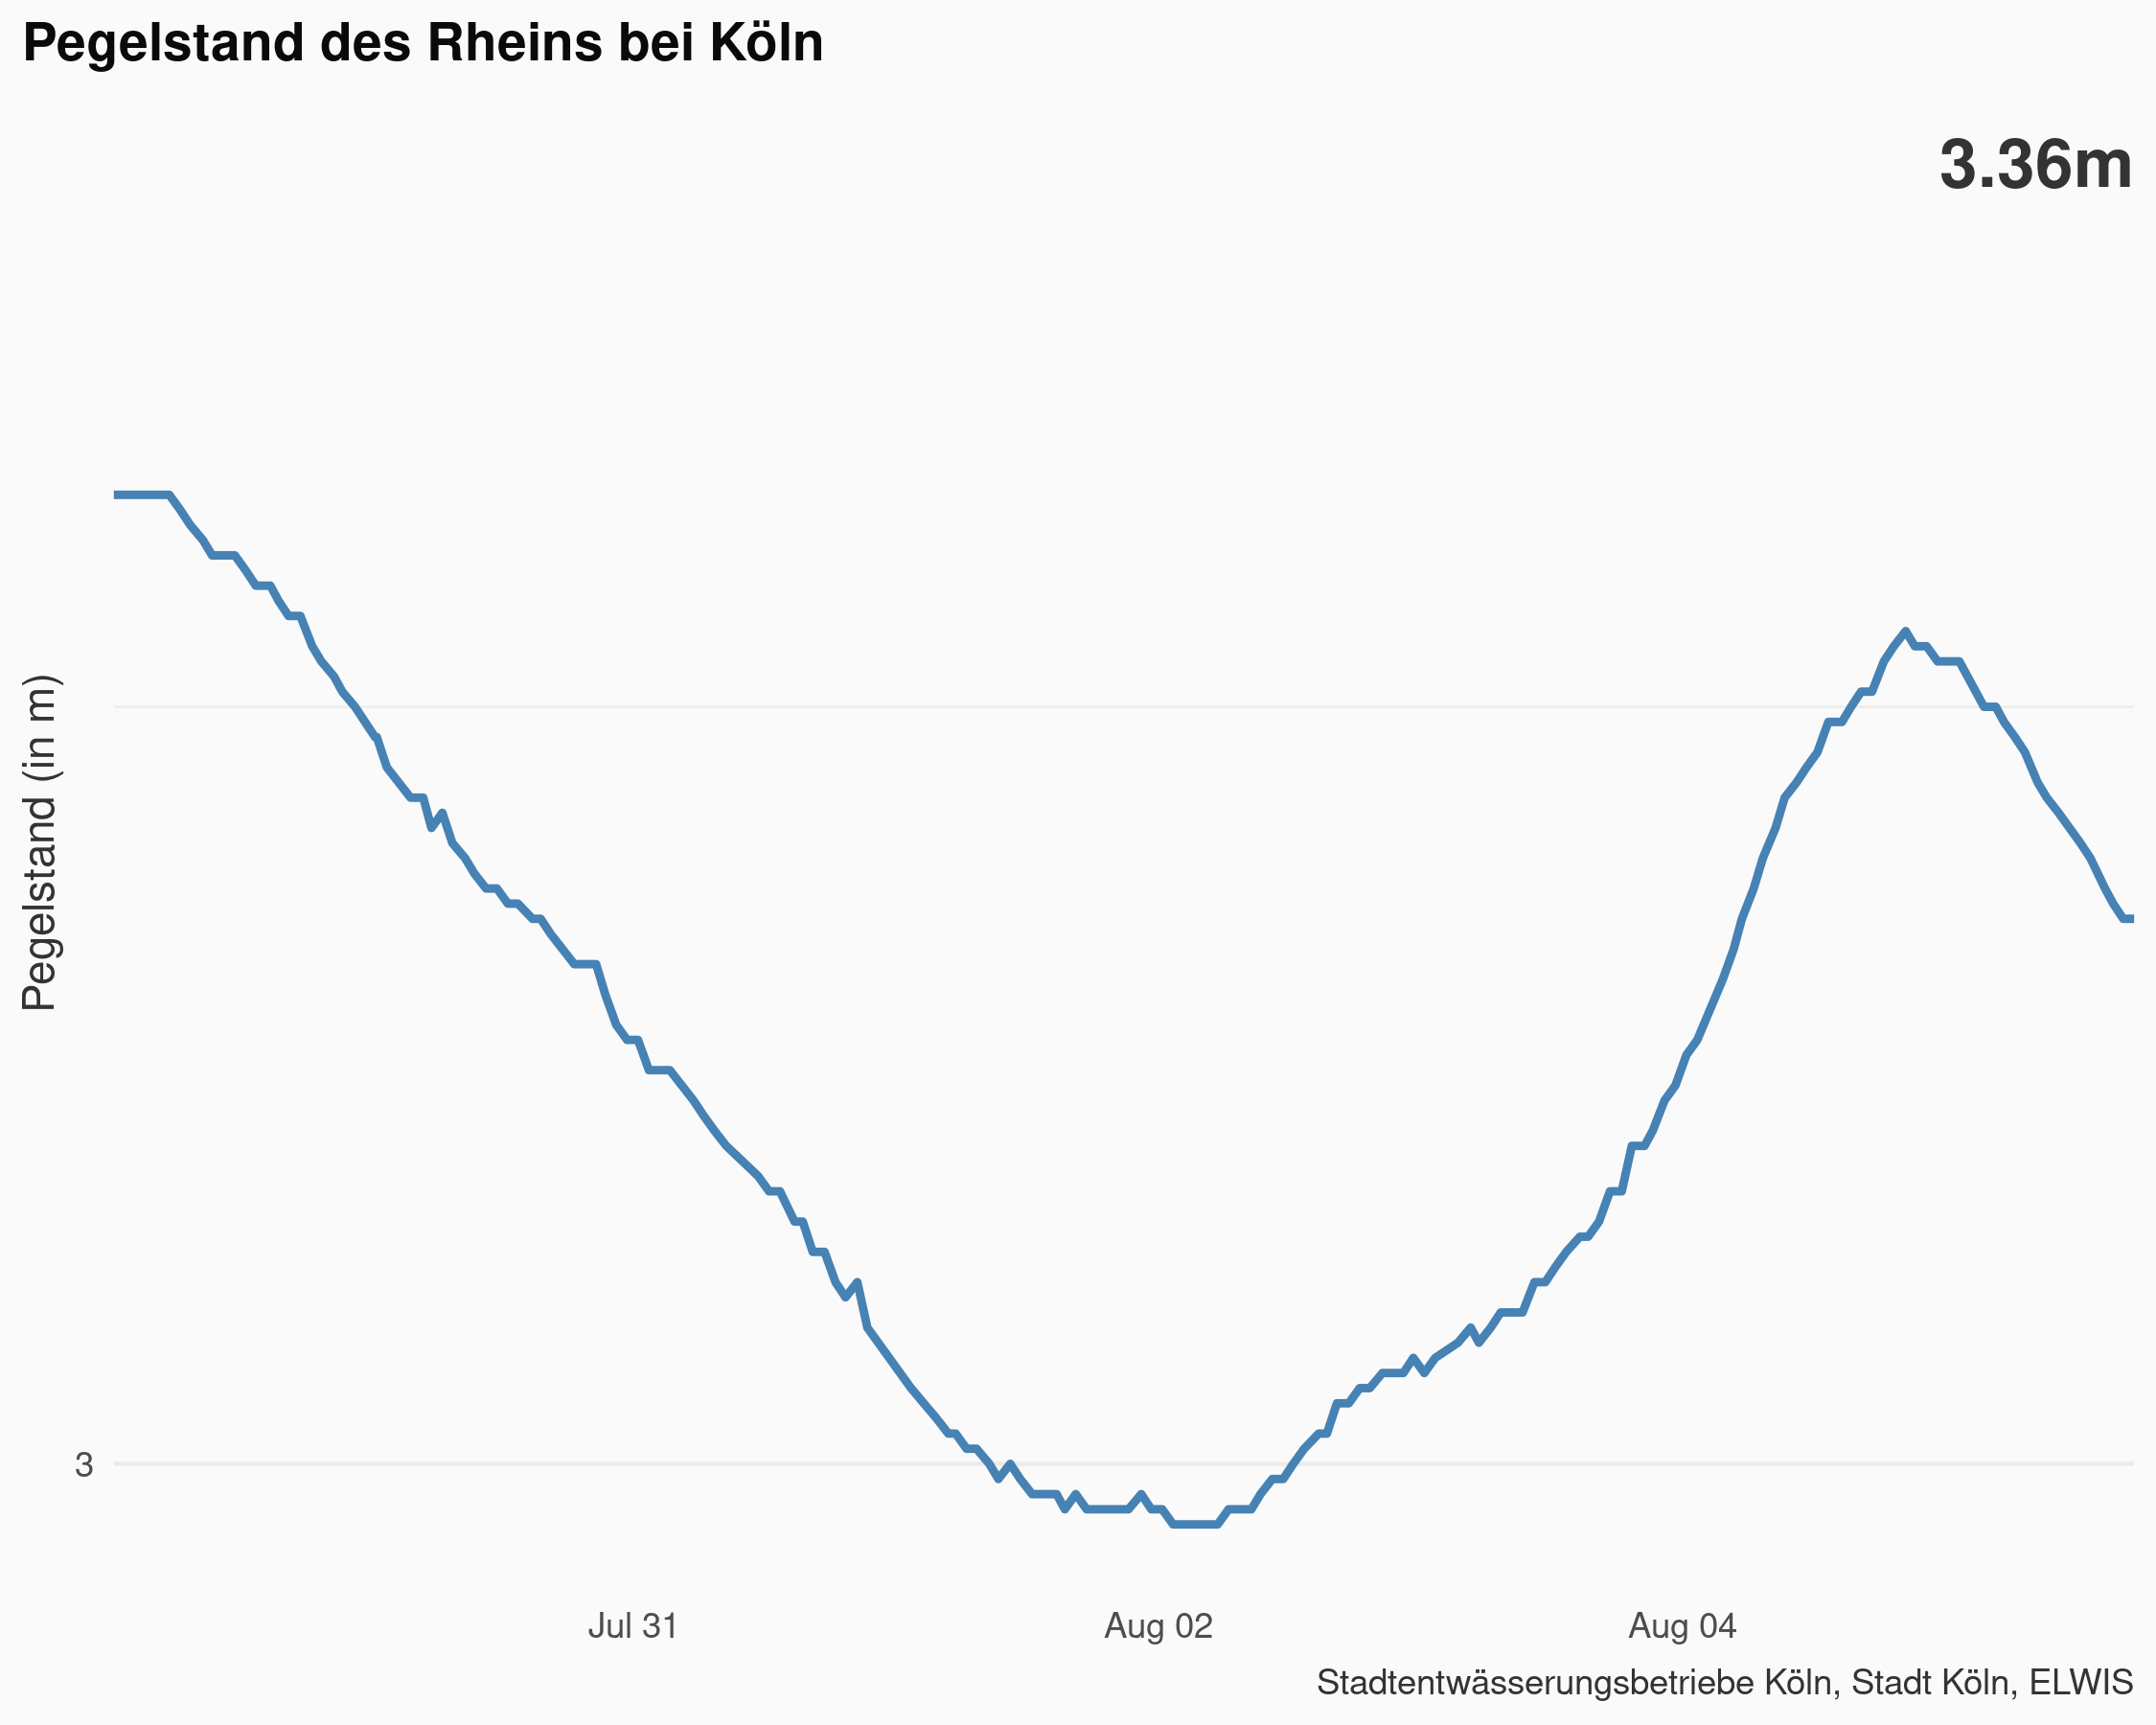 Pegelstand des Rheins bei Köln
3.36m
Pegelstand (in m)
3
Jul 31
Aug 02
Aug 04
Stadtentwässerungsbetriebe Köln, Stadt Köln, ELWIS